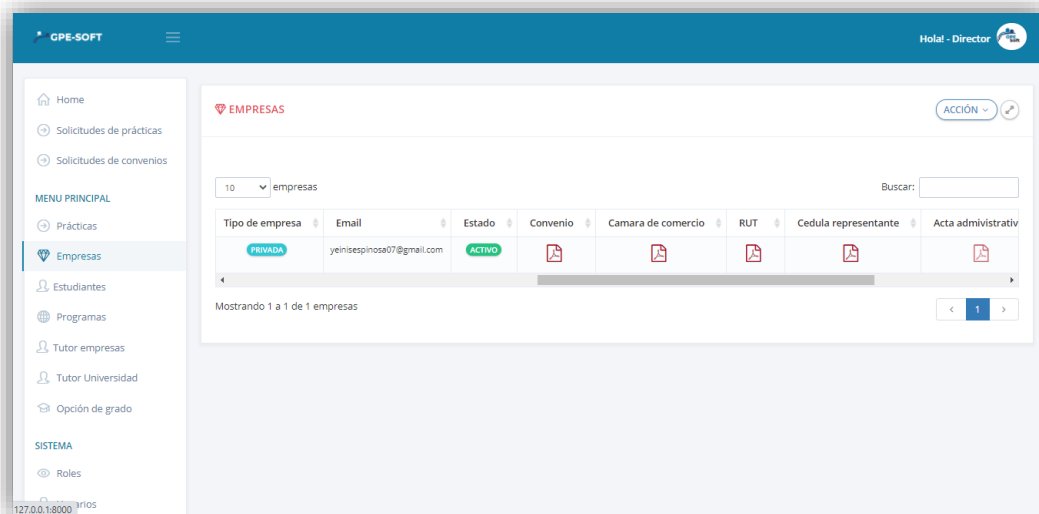 GPE-SOFT
Hola! - Director
Home
Solicitudes de prácticas
Solicitudes de convenios
MENU PRINCIPAL
Prácticas
Empresas
Estudiantes
Programas
Tutor empresas
Tutor Universidad
Opción de grado
SISTEMA
Roles
127.0.0.1:8000
EMPRESAS
ACCIÓN
10 empresas
Buscar:
Tipo de empresa Email Estado Convenio Camara de comercio RUT Cedula representante Acta admivistrativ
PRIVADA yeinisespinosa07@gmail.com ACTIVO
Mostrando 1 a 1 de 1 empresas
< 1 >